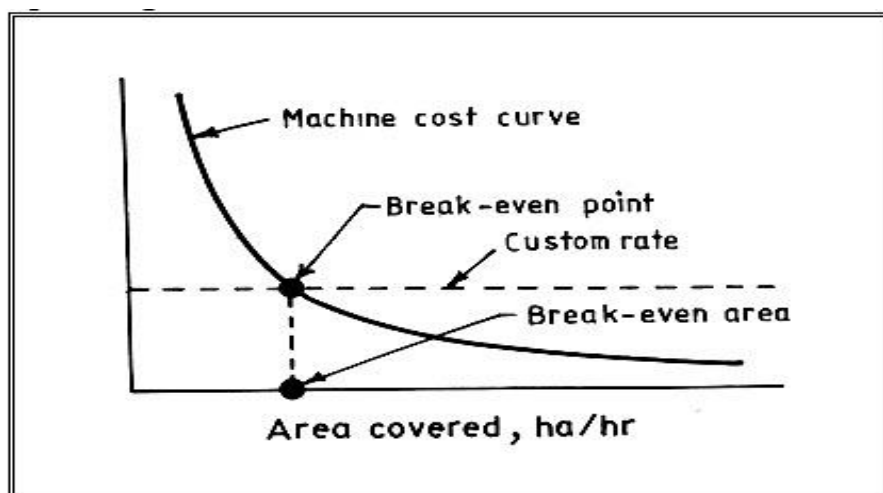 Machine cost curve
Break-even point
Custom rate
Break-even area
Area covered, ha/hr